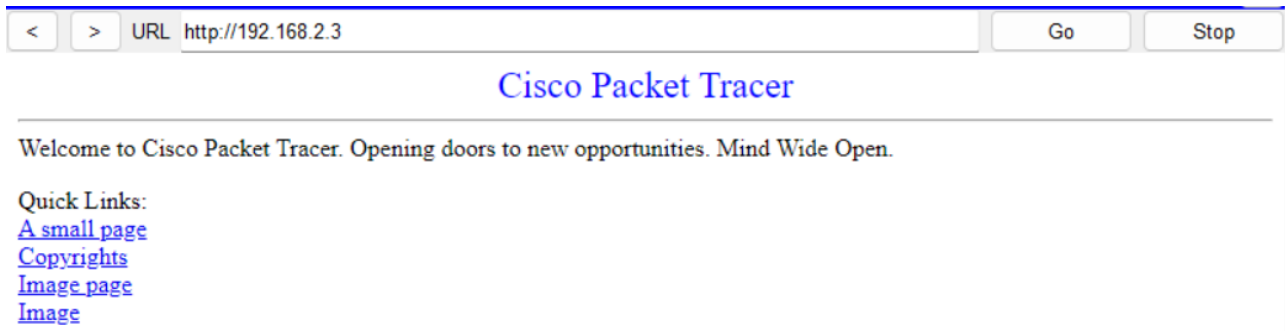 < > URL http://192.168.2.3 Go Stop
Cisco Packet Tracer
Welcome to Cisco Packet Tracer. Opening doors to new opportunities. Mind Wide Open.
Quick Links:
A small page
Copyrights
Image page
Image